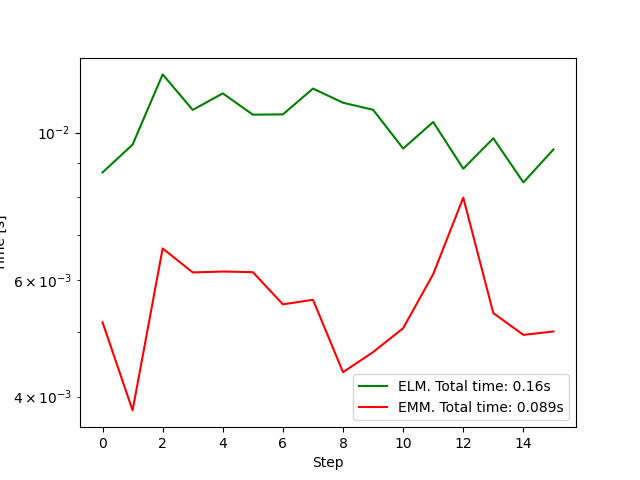 10⁻²
6 × 10⁻³
4 × 10⁻³
Time [s]
0 2 4 6 8 10 12 14
Step
ELM. Total time: 0.16s
EMM. Total time: 0.089s